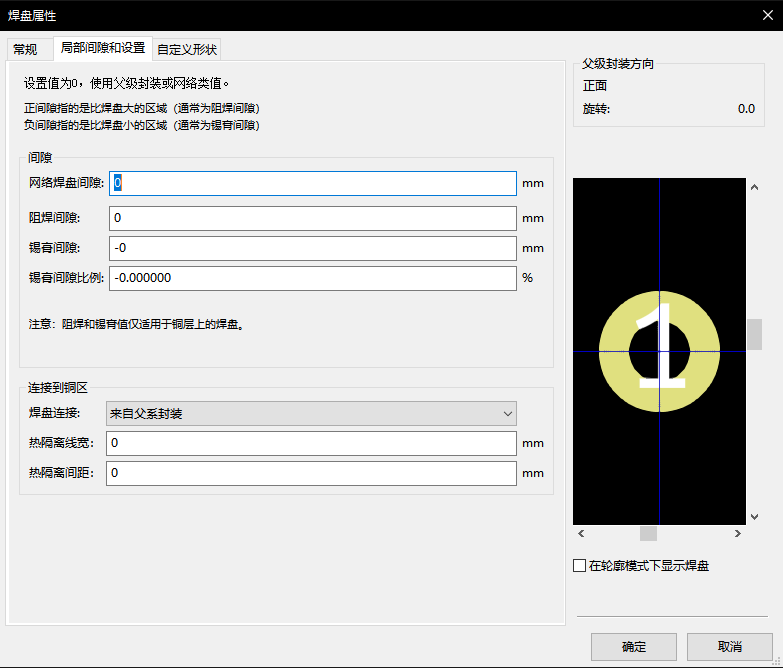 焊盘属性
常规
局部间隙和设置
自定义形状
设置值为0，使用父级封装或网络类值。
正间隙指的是比焊盘大的区域（通常为阻焊间隙）
负间隙指的是比焊盘小的区域（通常为锡膏间隙）
间隙
网络焊盘间隙: 0 mm
阻焊间隙: 0 mm
锡膏间隙: -0 mm
锡膏间隙比例: -0.000000 %
注意：阻焊和锡膏值仅适用于铜层上的焊盘。
连接到铜区
焊盘连接: 来自父系封装
热隔离线宽： 0 mm
热隔离间距： 0 mm
父级封装方向
正面
旋转: 0.0
1
在轮廓模式下显示焊盘
确定
取消